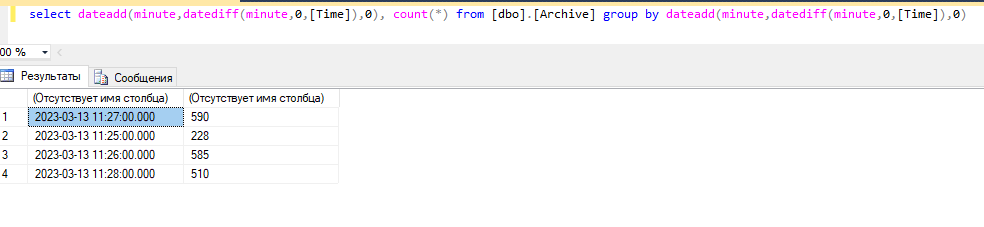 select dateadd(minute,datediff(minute,0,[Time]),0), count(*) from [dbo].[Archive] group by dateadd(minute,datediff(minute,0,[Time]),0)
00 %
Результаты Сообщения
(Отсутствует имя столбца) (Отсутствует имя столбца)
1 2023-03-13 11:27:00.000 590
2 2023-03-13 11:25:00.000 228
3 2023-03-13 11:26:00.000 585
4 2023-03-13 11:28:00.000 510